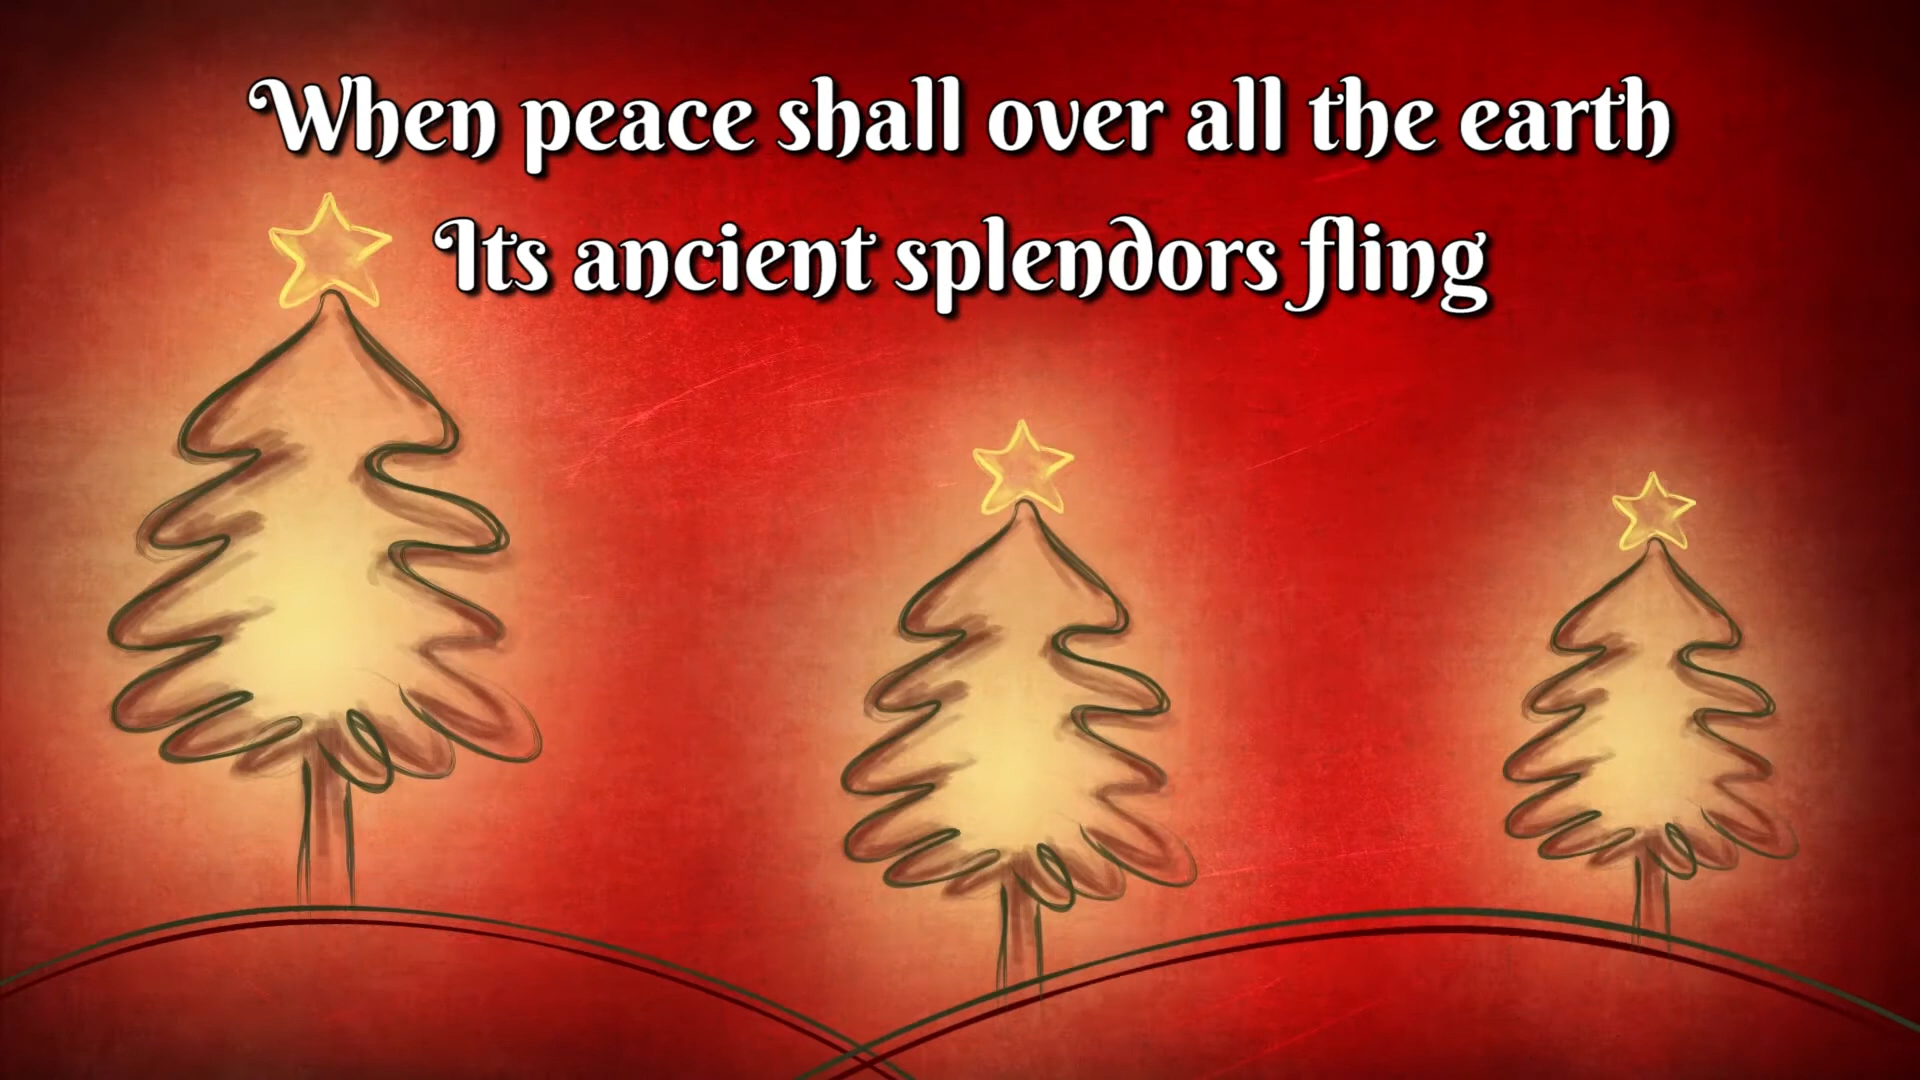 When peace shall over all the earth
Its ancient splendors fling